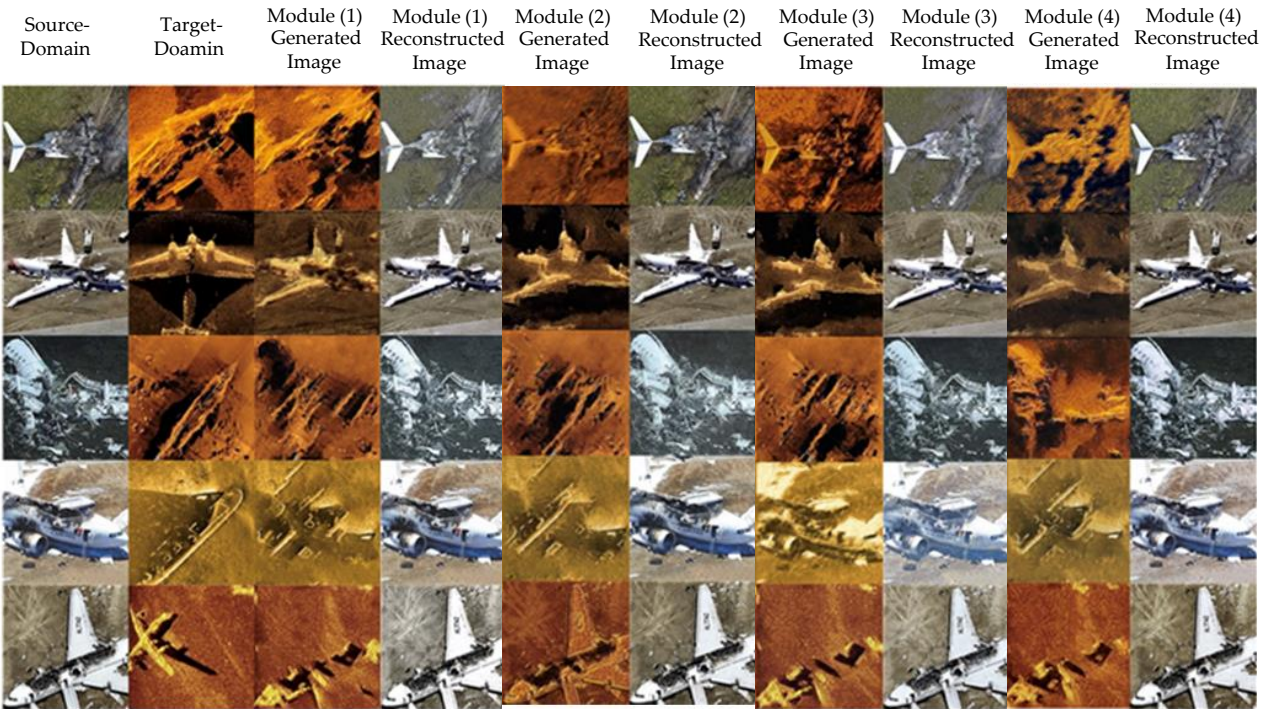 Source-
Domain
Target-
Doamin
Module (1)
Generated
Image
Module (1)
Reconstructed
Image
Module (2)
Generated
Image
Module (2)
Reconstructed
Image
Module (3)
Generated
Image
Module (3)
Reconstructed
Image
Module (4)
Generated
Image
Module (4)
Reconstructed
Image